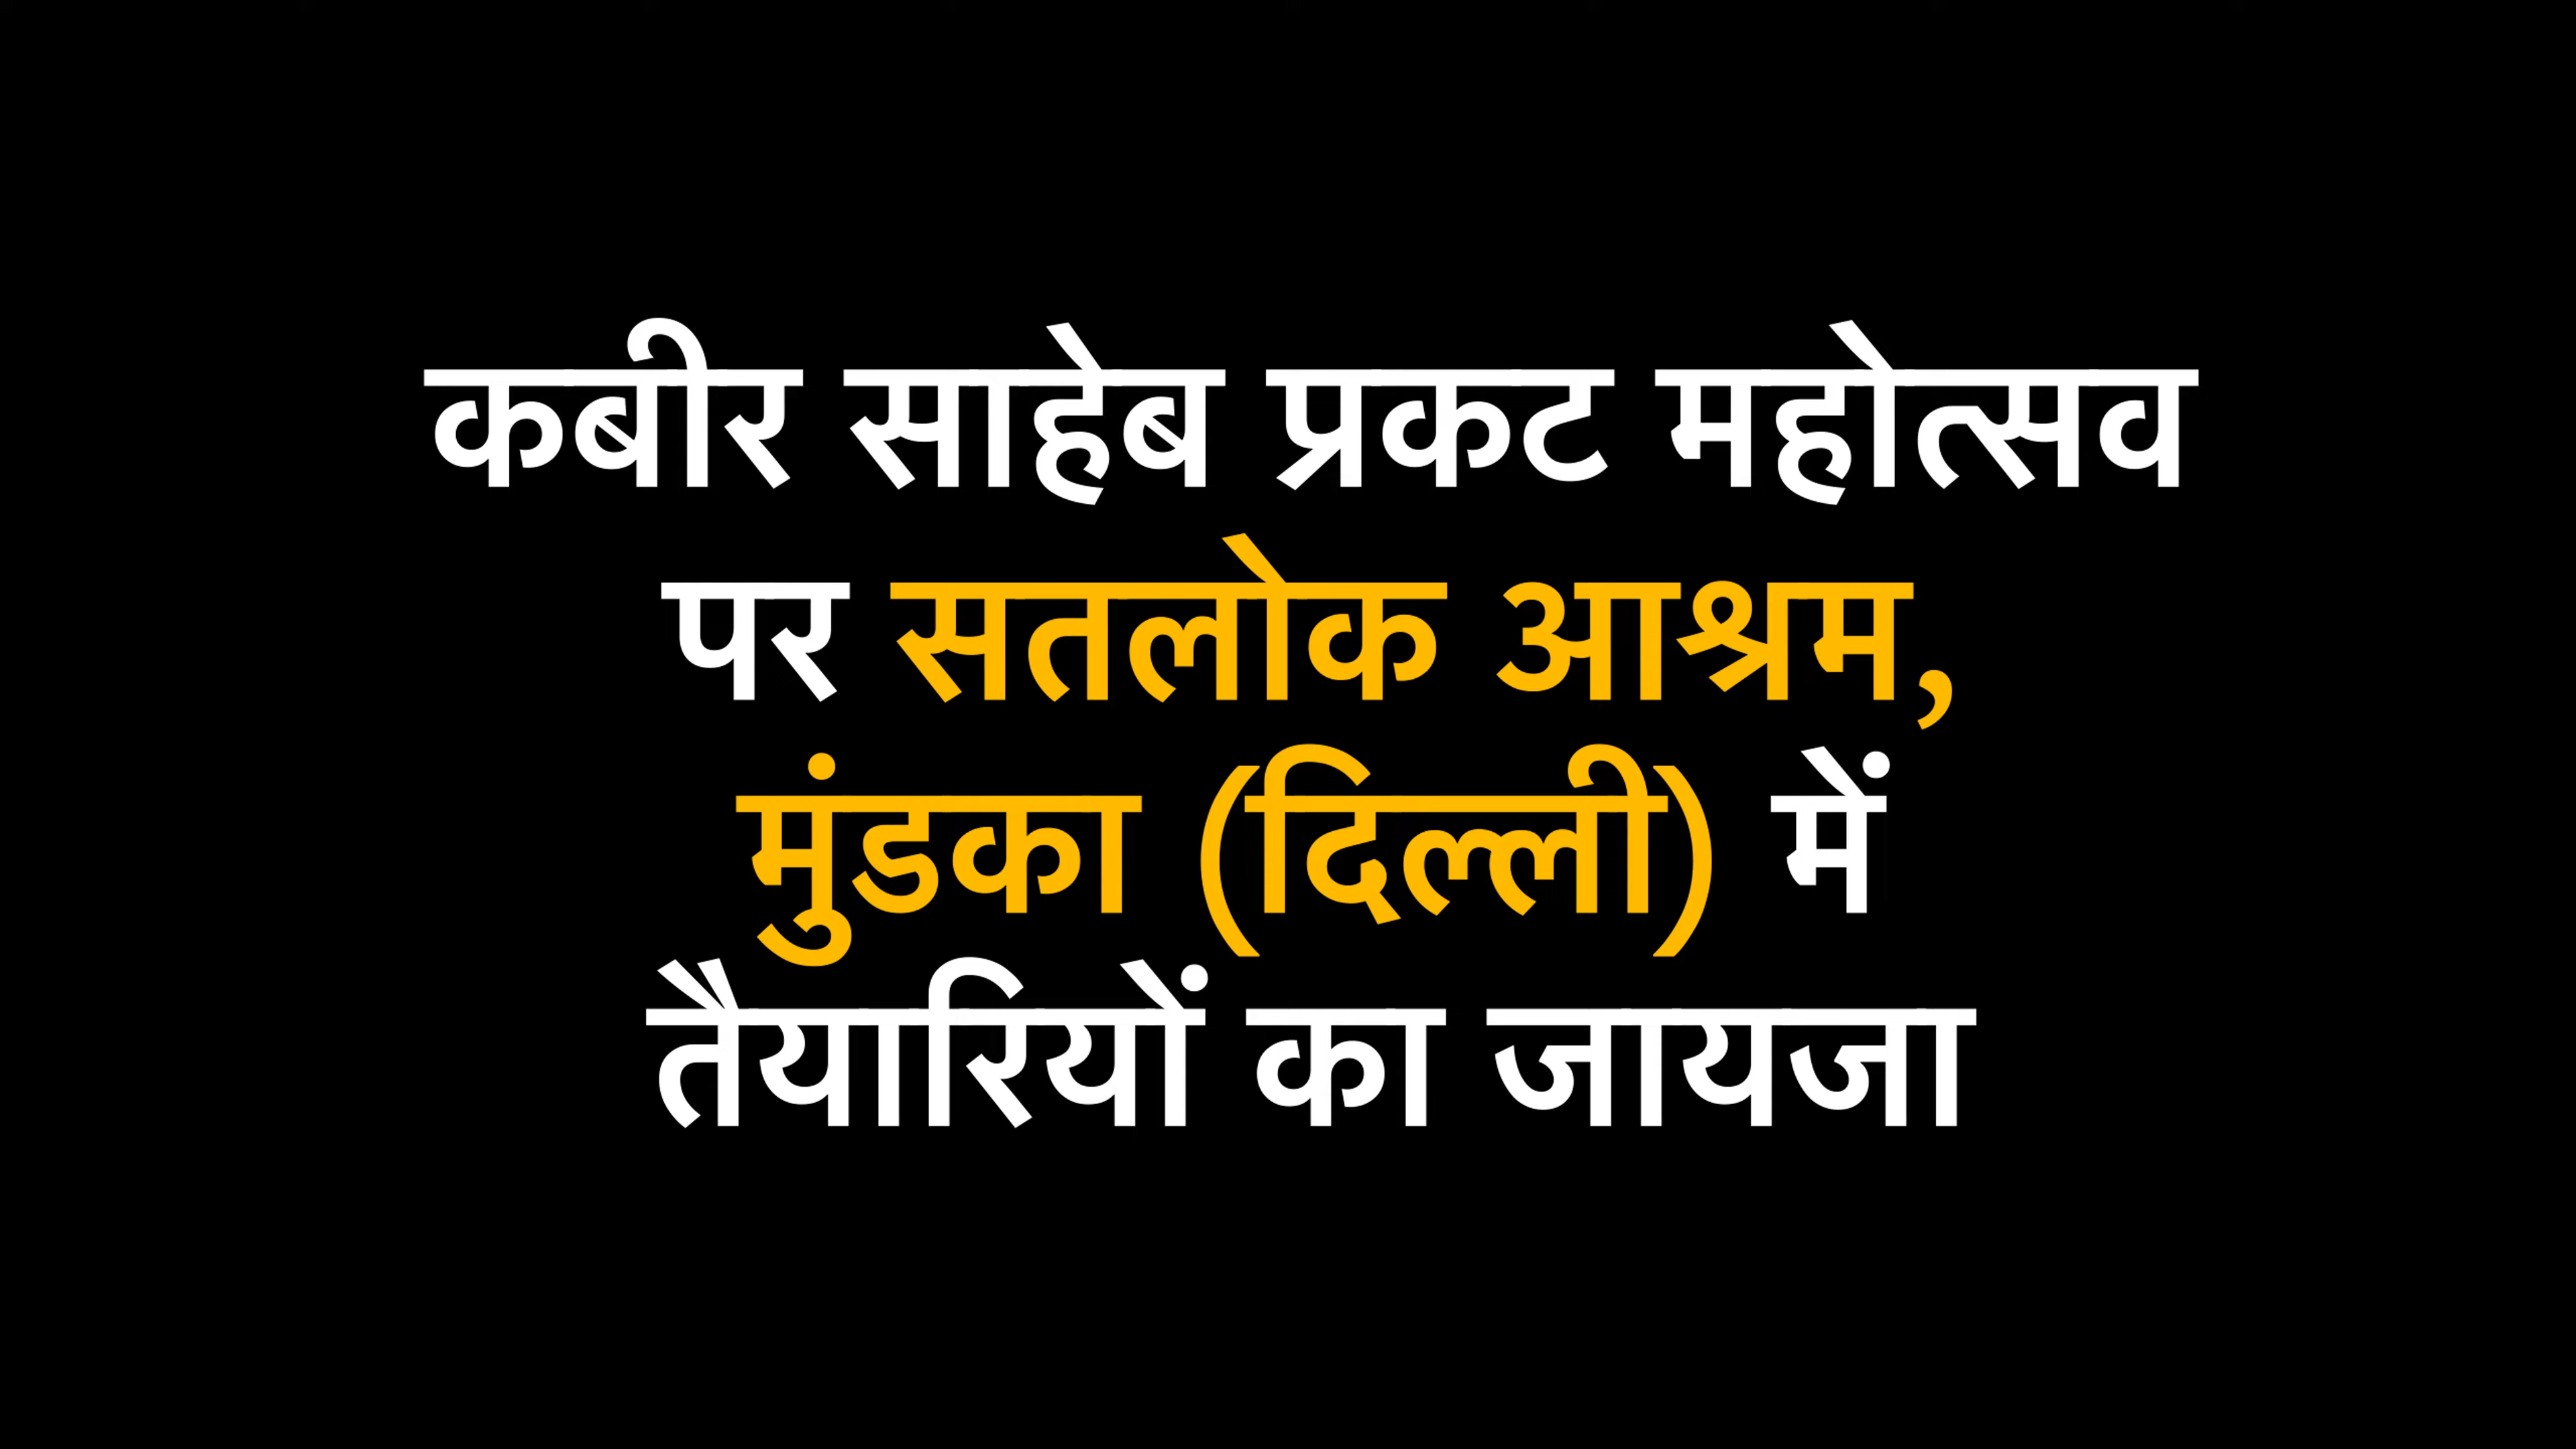 कबीर साहेब प्रकट महोत्सव
पर सतलोक आश्रम,
मुंडका (दिल्ली) में
तैयारियों का जायजा